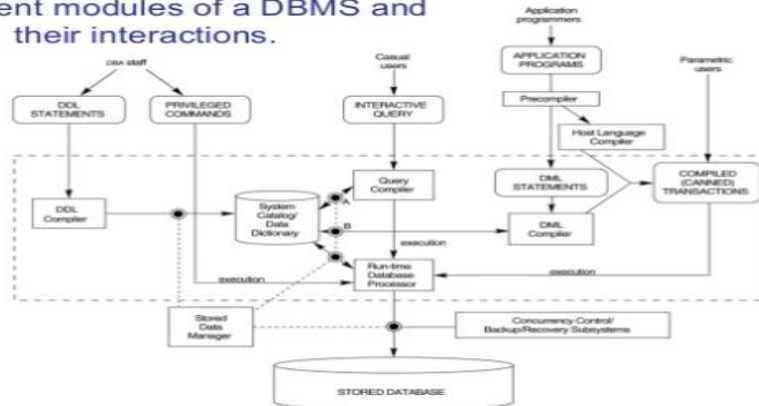 ent modules of a DBMS and
their interactions.
Application
programmers
DBA staff
Casual
users
APPLICATION
PROGRAMS
Parametric
users
DDL
STATEMENTS
PRIVILEGED
COMMANDS
INTERACTIVE
QUERY
Precompiler
Host Language
Compiler
Query
Compiler
DML
STATEMENTS
COMPILED
(CANNED)
TRANSACTIONS
DDL
Compiler
System
Catalog/
Data
Dictionary
A
B
DML
Compiler
execution
execution
Run-time
Database
Processor
execution
Stored
Data
Manager
Concurrency Control/
Backup/Recovery Subsystems
STORED DATABASE